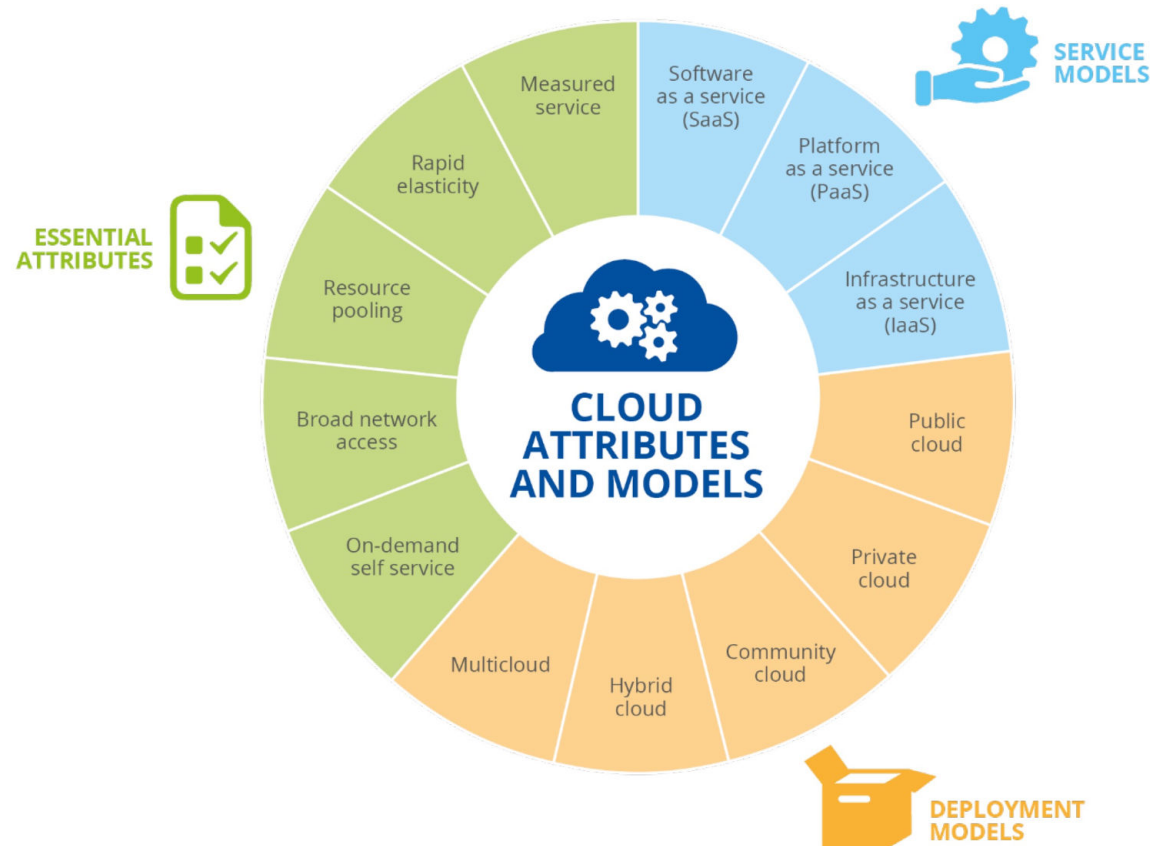 SERVICE
MODELS
Software
as a service
(SaaS)
Platform
as a service
(PaaS)
Infrastructure
as a service
(IaaS)
Public
cloud
Private
cloud
Community
cloud
Hybrid
cloud
Multicloud
DEPLOYMENT
MODELS
On-demand
self service
Broad network
access
Resource
pooling
Rapid
elasticity
Measured
service
ESSENTIAL
ATTRIBUTES
CLOUD
ATTRIBUTES
AND MODELS